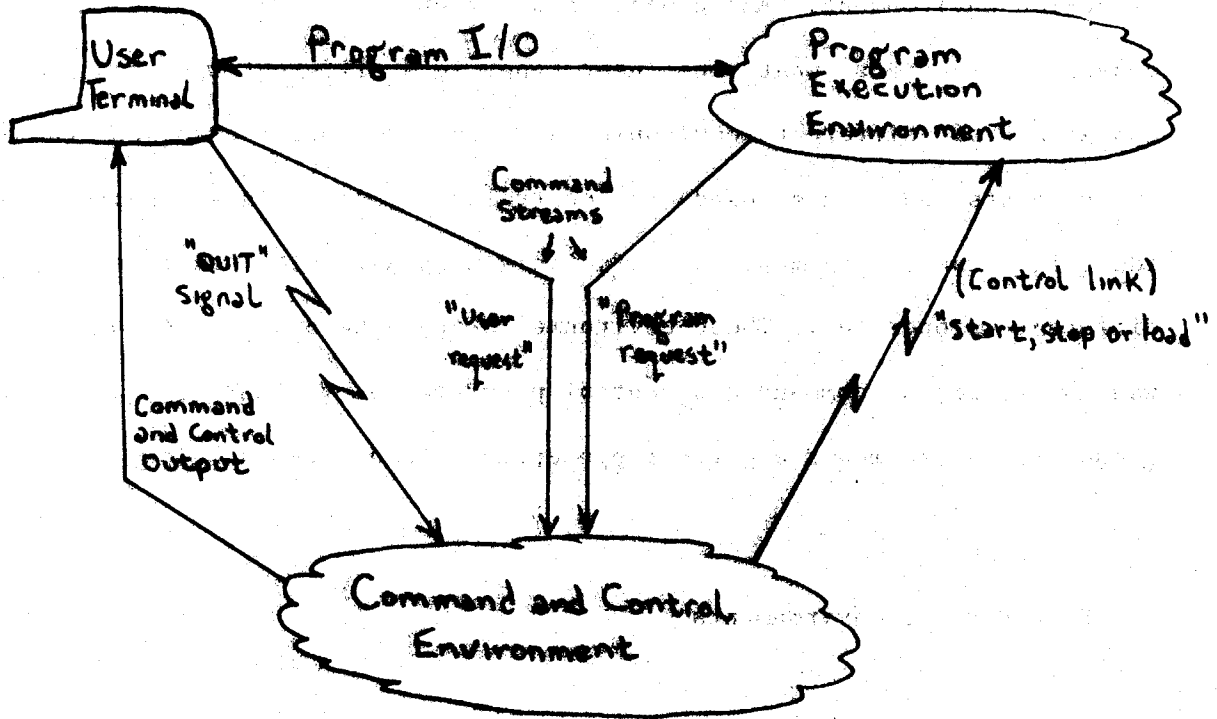 User
Terminal
Program I/O
Program
Execution
Environment
Command
Streams
"QUIT"
Signal
"User
request"
"Program
request"
(Control link)
"start, stop or load"
Command
and Control
Output
Command and Control
Environment